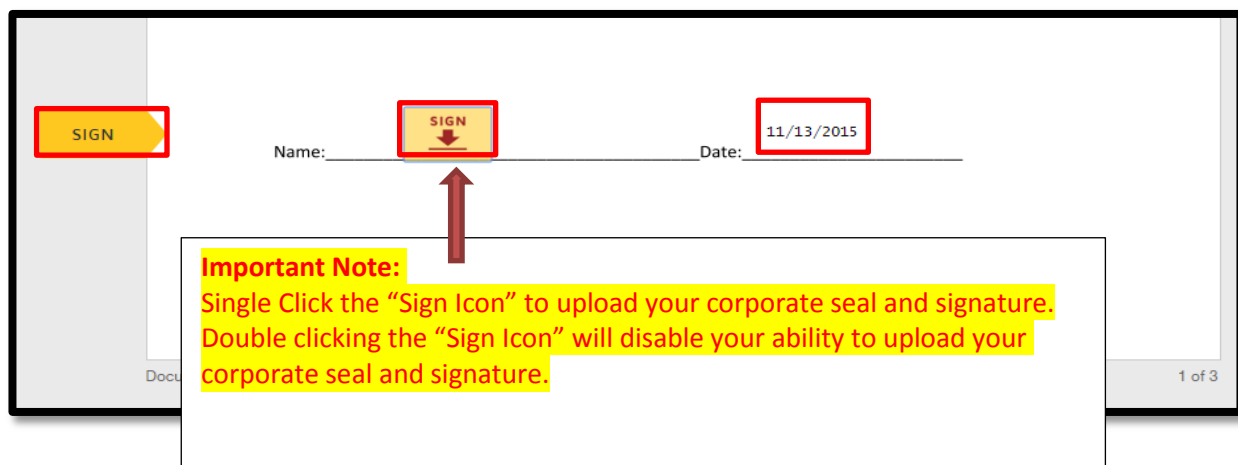 SIGN
SIGN
11/13/2015
Name:____________________________________________Date:__________________________
Important Note:
Single Click the “Sign Icon” to upload your corporate seal and signature.
Double clicking the “Sign Icon” will disable your ability to upload your
corporate seal and signature.
1 of 3